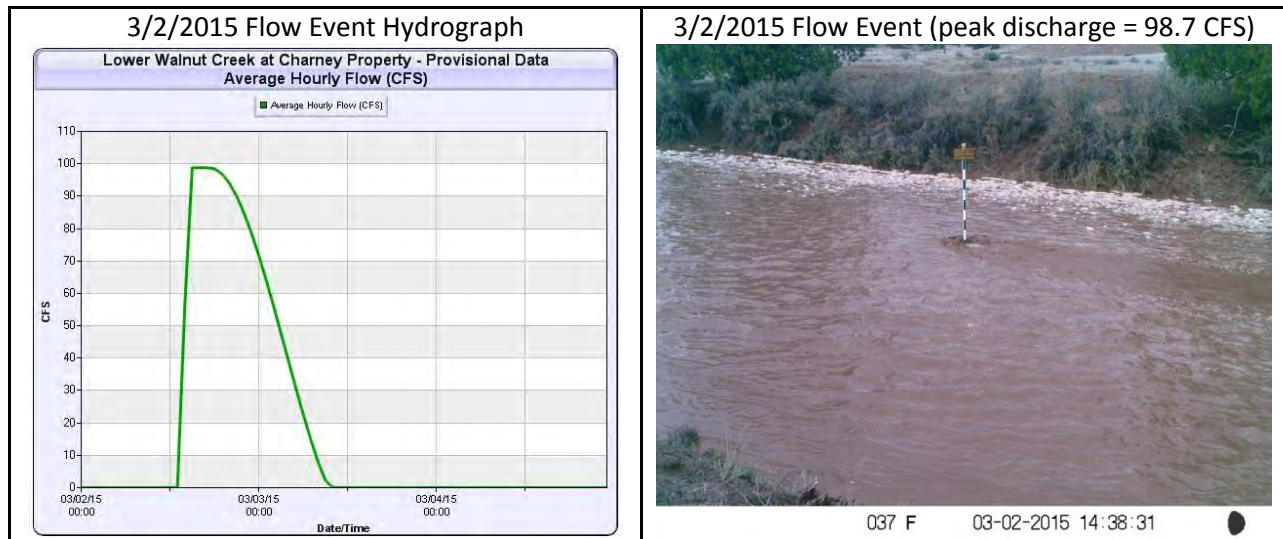 3/2/2015 Flow Event Hydrograph
Lower Walnut Creek at Charney Property - Provisional Data
Average Hourly Flow (CFS)
Average Hourly Flow (CFS)
CFS
110
100
90
80
70
60
50
40
30
20
10
0
03/02/15 03/03/15 03/04/15
00:00 00:00 00:00
Date/Time
3/2/2015 Flow Event (peak discharge = 98.7 CFS)
037 F 03-02-2015 14:38:31